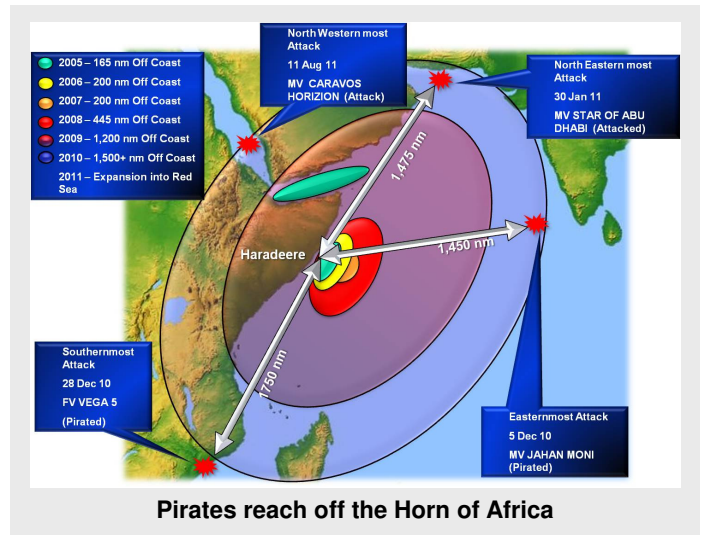 2005 – 165 nm Off Coast
2006 – 200 nm Off Coast
2007 – 200 nm Off Coast
2008 – 445 nm Off Coast
2009 – 1,200 nm Off Coast
2010 – 1,500+ nm Off Coast
2011 – Expansion into Red
Sea
North Western most
Attack
11 Aug 11
MV CARAVOS
HORIZION (Attack)
North Eastern most
Attack
30 Jan 11
MV STAR OF ABU
DHABI (Attacked)
1,475 nm
Haradeere
1,450 nm
1750 nm
Southernmost
Attack
28 Dec 10
FV VEGA 5
(Pirated)
Easternmost Attack
5 Dec 10
MV JAHAN MONI
(Pirated)
Pirates reach off the Horn of Africa